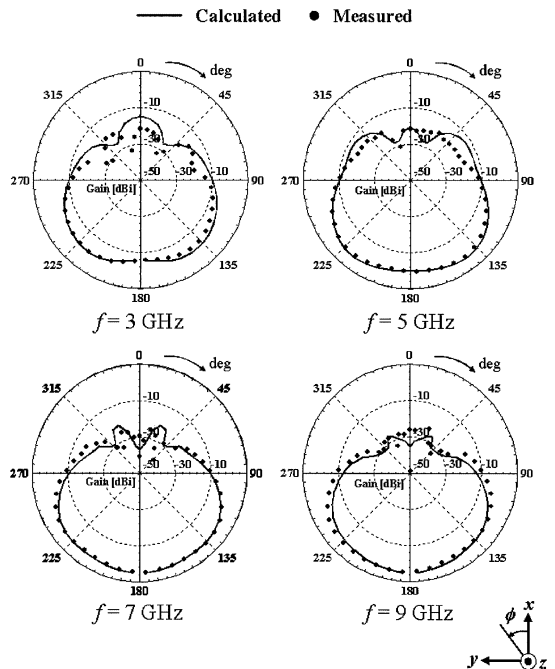 Calculated Measured
0 deg 0 deg
315 45 315 45
-10 -10
-30 -30
270 -50 -30 -10 90 270 -50 -30 -10 90
Gain [dBi] Gain [dBi]
225 135 225 135
180 180
f = 3 GHz f = 5 GHz
0 deg 0 deg
315 45 315 45
-10 -10
-30 -30
270 -50 -30 -10 90 270 -50 -30 -10 90
Gain [dBi] Gain [dBi]
225 135 225 135
180 180
f = 7 GHz f = 9 GHz
ϕ x
y z